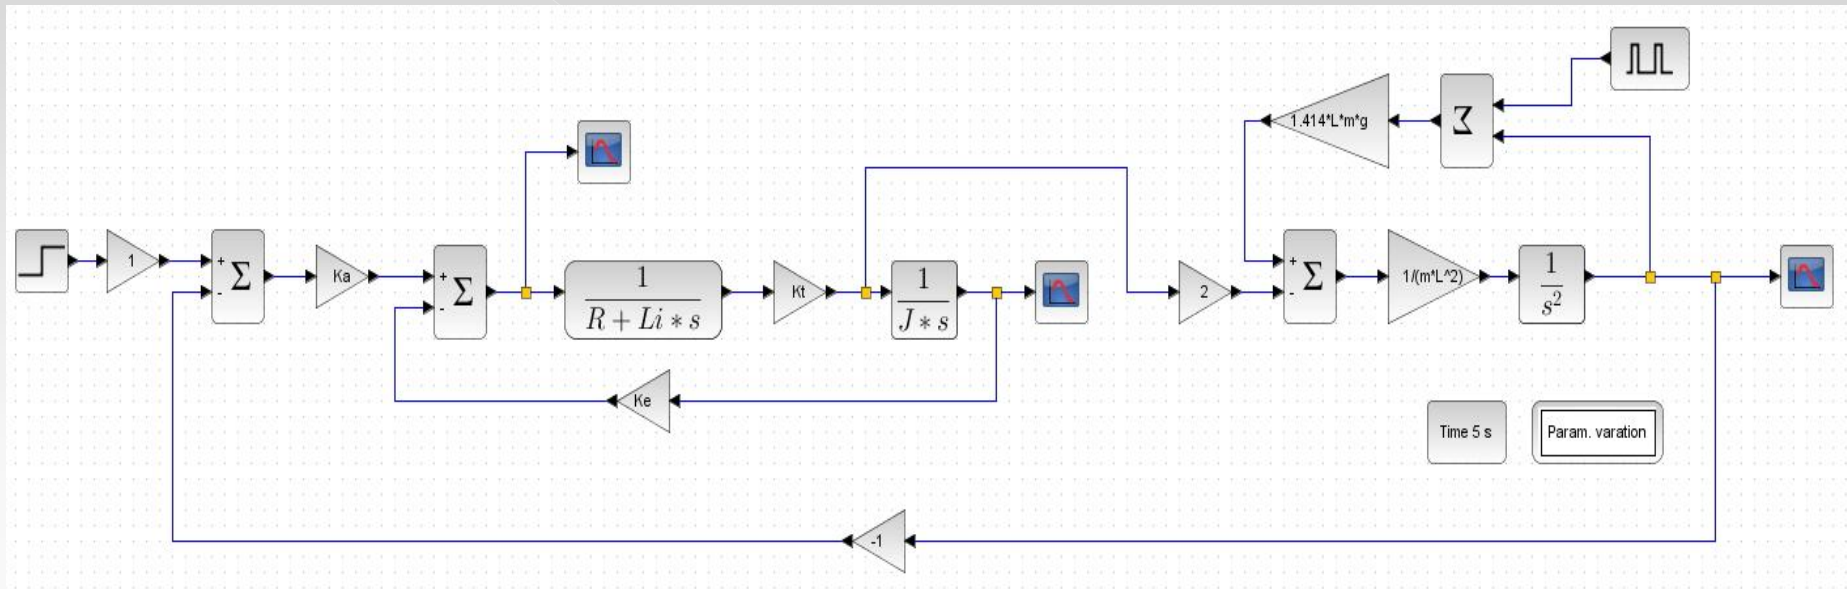 1.414*L*m*g
Σ
1
+
-
Σ
Ka
+
-
Σ
1
R + Li * s
Kt
1
J * s
2
+
-
Σ
1/(m*L^2)
1
s²
Ke
Time 5 s
Param. varation
-1